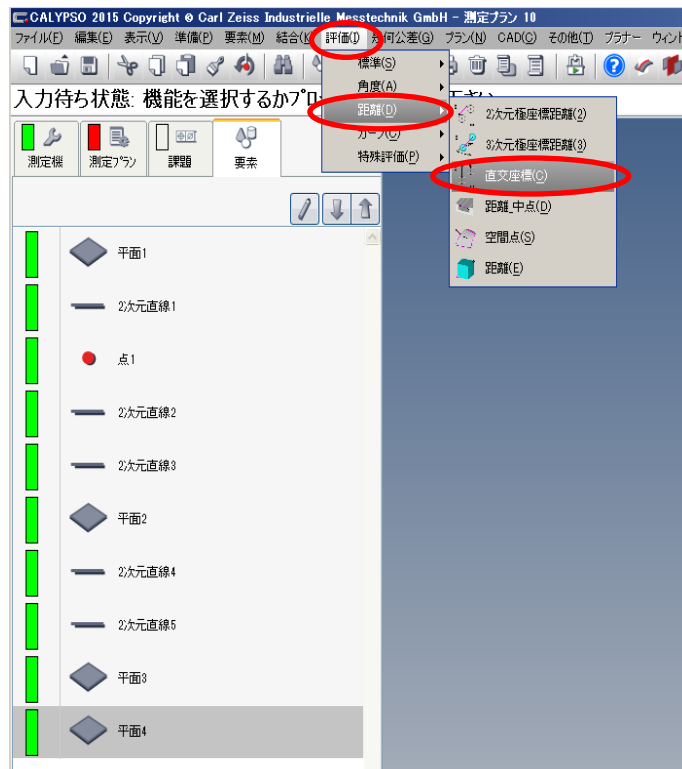 CALYPSO 2015 Copyright © Carl Zeiss Industrielle Messtechnik GmbH - 測定プラン 10
ファイル(F) 編集(E) 表示(V) 準備(P) 要素(M) 結合(K) 評価(I) 幾何公差(G) プラン(N) CAD(C) その他(T) プラナー ウィント
入力待ち状態: 機能を選択するか
標準(S)
角度(A)
距離(D)
カーブ(C)
特殊評価(P)
2次元極座標距離(2)
3次元極座標距離(3)
直交座標(C)
距離_中点(D)
空間点(S)
距離(E)
測定機 測定プラン 課題 要素
平面1
2次元直線1
点1
2次元直線2
2次元直線3
平面2
2次元直線4
2次元直線5
平面3
平面4